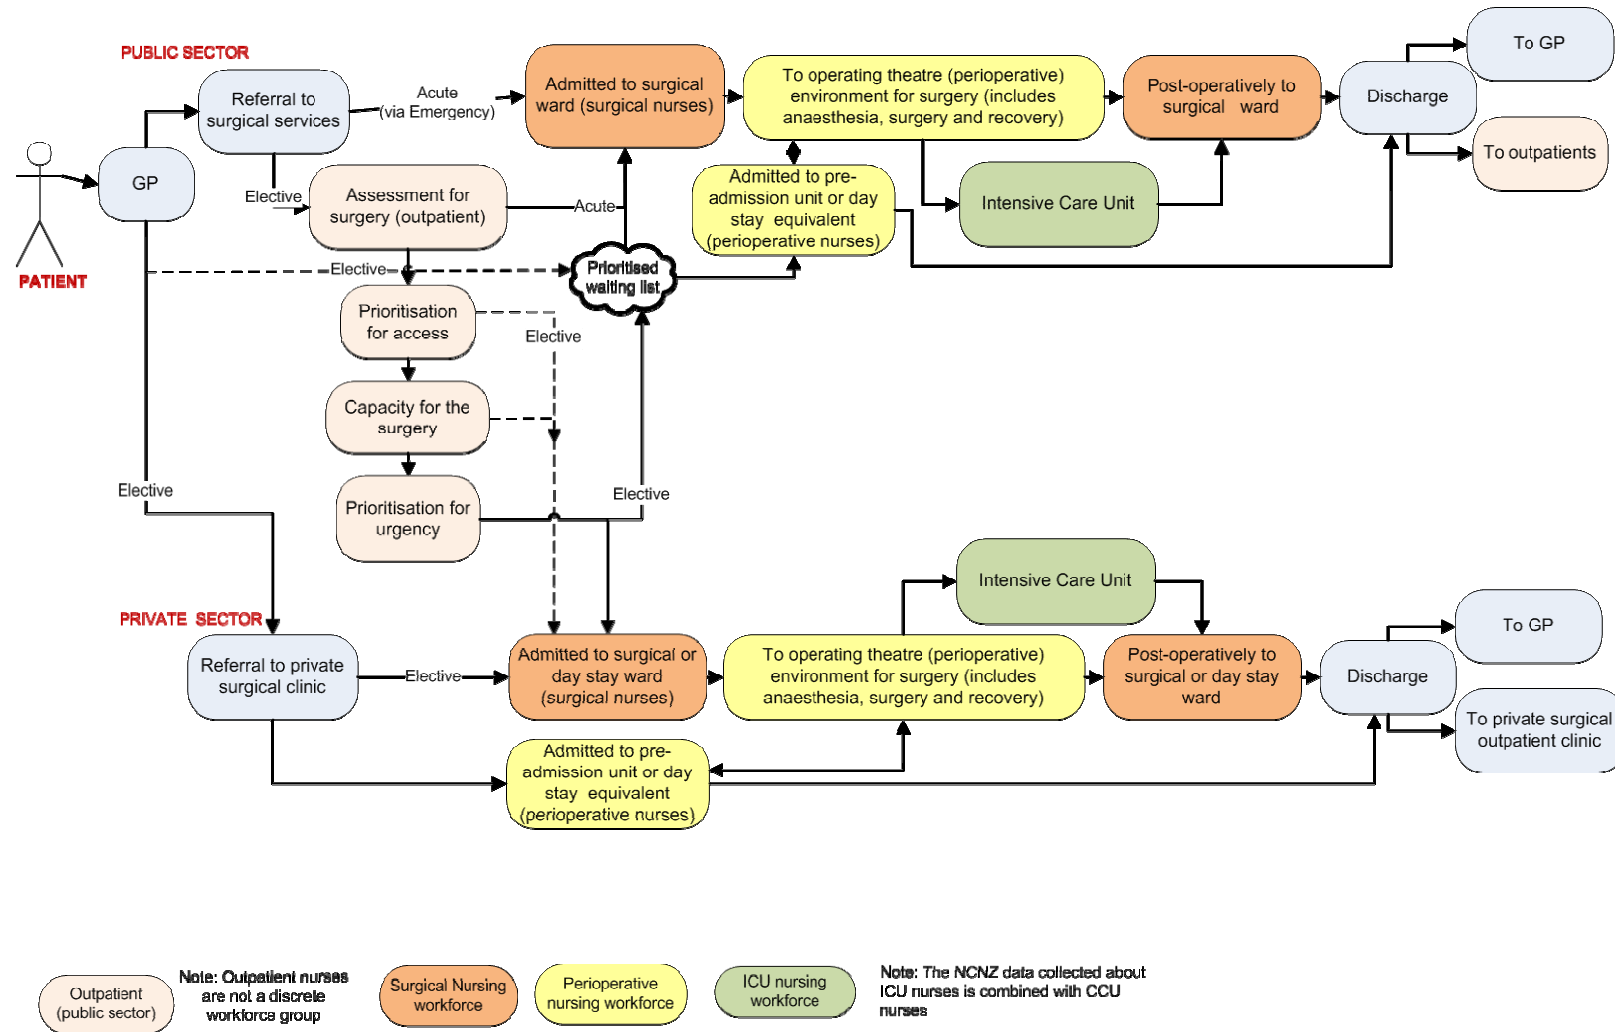 PUBLIC SECTOR
PATIENT
GP
Referral to
surgical services
Acute
(via Emergency)
Elective
Assessment for
surgery (outpatient)
Acute
Elective
Prioritised
waiting list
Prioritisation
for access
Elective
Capacity for the
surgery
Prioritisation for
urgency
Elective
Elective
Admitted to surgical
ward (surgical nurses)
To operating theatre (perioperative)
environment for surgery (includes
anaesthesia, surgery and recovery)
Admitted to pre-
admission unit or day
stay equivalent
(perioperative nurses)
Intensive Care Unit
Post-operatively to
surgical ward
Discharge
To GP
To outpatients
PRIVATE SECTOR
Referral to private
surgical clinic
Elective
Admitted to surgical or
day stay ward
(surgical nurses)
Admitted to pre-
admission unit or day
stay equivalent
(perioperative nurses)
To operating theatre (perioperative)
environment for surgery (includes
anaesthesia, surgery and recovery)
Intensive Care Unit
Post-operatively to
surgical or day stay
ward
Discharge
To GP
To private surgical
outpatient clinic
Outpatient
(public sector)
Note: Outpatient nurses
are not a discrete
workforce group
Surgical Nursing
workforce
Perioperative
nursing workforce
ICU nursing
workforce
Note: The NCNZ data collected about
ICU nurses is combined with CCU
nurses